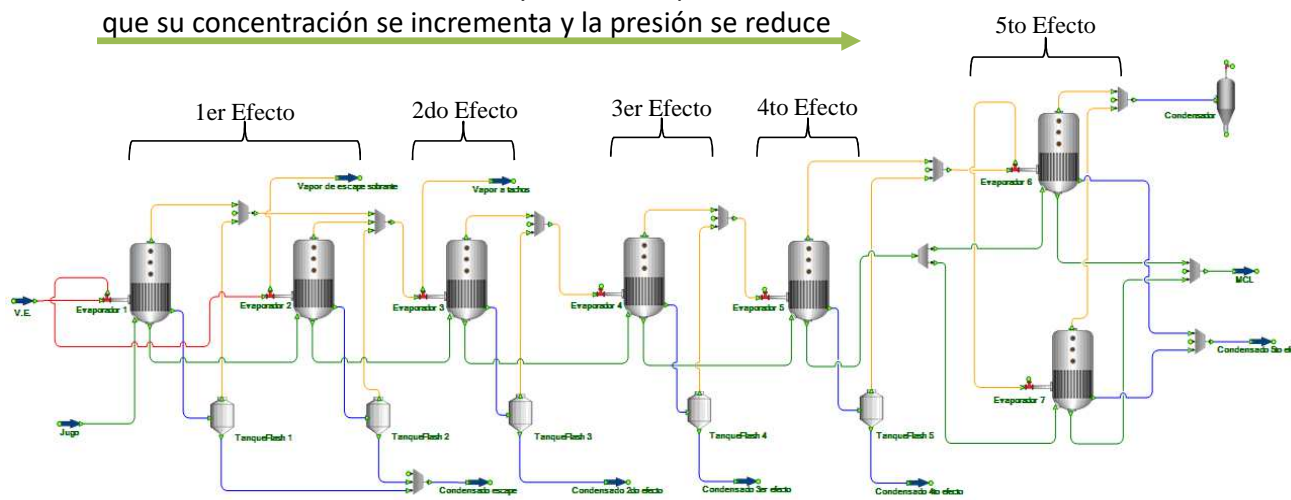 que su concentración se incrementa y la presión se reduce
5to Efecto
1er Efecto
2do Efecto
3er Efecto
4to Efecto
Condensador
Vapor de escape sobrante
Vapor a tachos
Evaporador 6
V.E.
Evaporador 1
Evaporador 2
Evaporador 3
Evaporador 4
Evaporador 5
MCL
Condensado 5to ef
Evaporador 7
Jugo
TanqueFlash 1
TanqueFlash 2
TanqueFlash 3
TanqueFlash 4
TanqueFlash 5
Condensado escape
Condensado 2do efecto
Condensado 3er efecto
Condensado 4to efecto